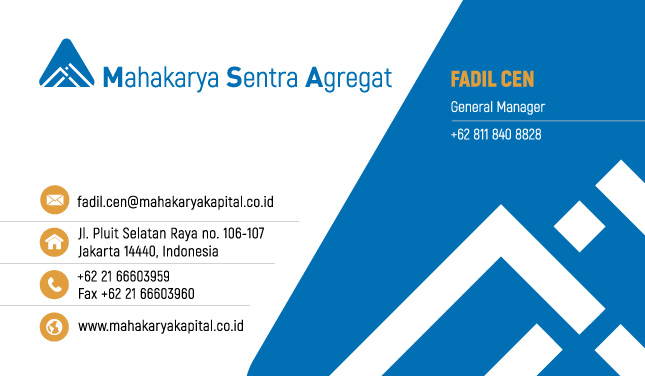 Mahakarya Sentra Agregat
FADIL CEN
General Manager
+62 811 840 8828
fadil.cen@mahakaryakapital.co.id
Jl. Pluit Selatan Raya no. 106-107
Jakarta 14440, Indonesia
+62 21 66603959
Fax +62 21 66603960
www.mahakaryakapital.co.id